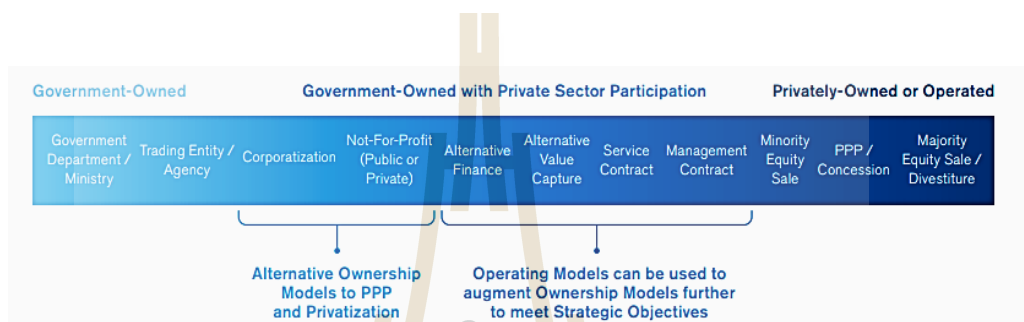 Government-Owned
Government-Owned with Private Sector Participation
Privately-Owned or Operated
Government
Department /
Ministry
Trading Entity /
Agency
Corporatization
Not-For-Profit
(Public or
Private)
Alternative
Finance
Alternative
Value
Capture
Service
Contract
Management
Contract
Minority
Equity
Sale
PPP /
Concession
Majority
Equity Sale /
Divestiture
Alternative Ownership
Models to PPP
and Privatization
Operating Models can be used to
augment Ownership Models further
to meet Strategic Objectives